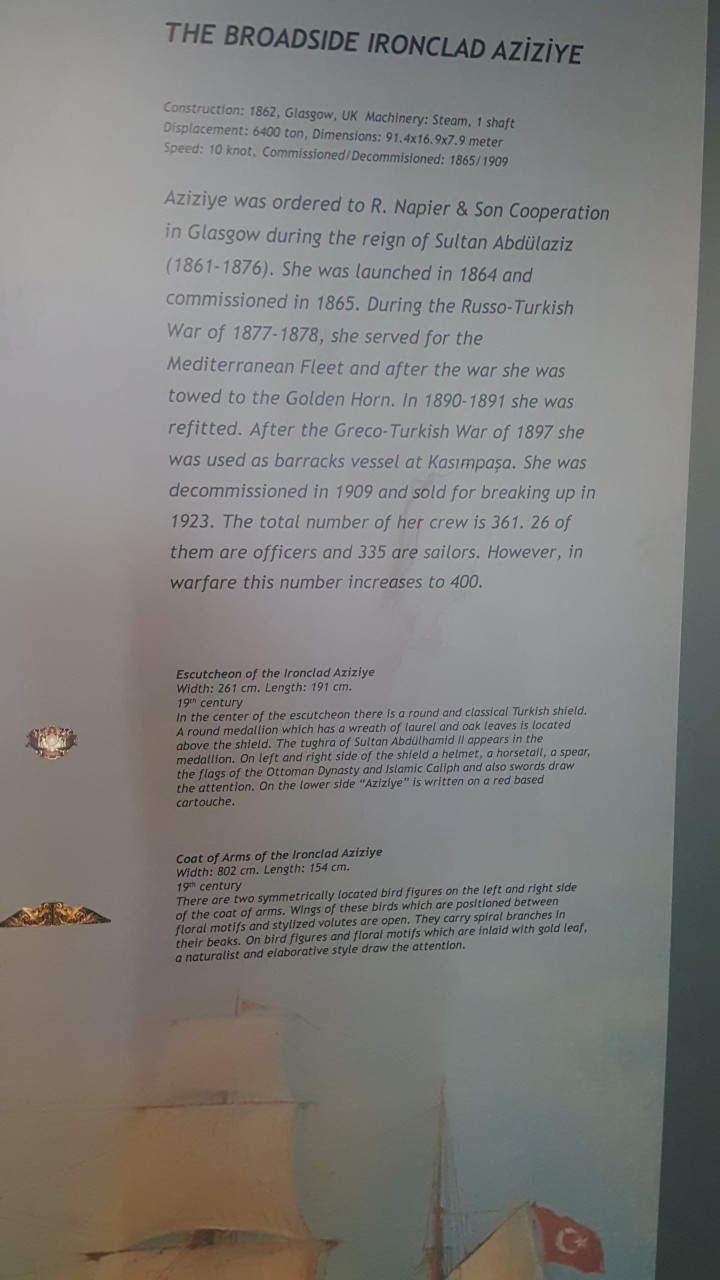 THE BROADSIDE IRONCLAD AZİZİYE
Construction: 1862, Glasgow, UK Machinery: Steam, 1 shaft
Displacement: 6400 ton, Dimensions: 91.4x16.9x7.9 meter
Speed: 10 knot, Commissioned/Decommisioned: 1865/1909
Aziziye was ordered to R. Napier & Son Cooperation
in Glasgow during the reign of Sultan Abdülaziz
(1861-1876). She was launched in 1864 and
commissioned in 1865. During the Russo-Turkish
War of 1877-1878, she served for the
Mediterranean Fleet and after the war she was
towed to the Golden Horn. In 1890-1891 she was
refitted. After the Greco-Turkish War of 1897 she
was used as barracks vessel at Kasımpaşa. She was
decommissioned in 1909 and sold for breaking up in
1923. The total number of her crew is 361. 26 of
them are officers and 335 are sailors. However, in
warfare this number increases to 400.
Escutcheon of the Ironclad Aziziye
Width: 261 cm. Length: 191 cm.
19th century
In the center of the escutcheon there is a round and classical Turkish shield.
A round medallion which has a wreath of laurel and oak leaves is located
above the shield. The tughra of Sultan Abdülhamid II appears in the
medallion. On left and right side of the shield a helmet, a horsetail, a spear,
the flags of the Ottoman Dynasty and Islamic Caliph and also swords draw
the attention. On the lower side "Aziziye" is written on a red based
cartouche.
Coat of Arms of the Ironclad Aziziye
Width: 802 cm. Length: 154 cm.
19th century
There are two symmetrically located bird figures on the left and right side
of the coat of arms. Wings of these birds which are positioned between
floral motifs and stylized volutes are open. They carry spiral branches in
their beaks. On bird figures and floral motifs which are inlaid with gold leaf,
a naturalist and elaborative style draw the attention.